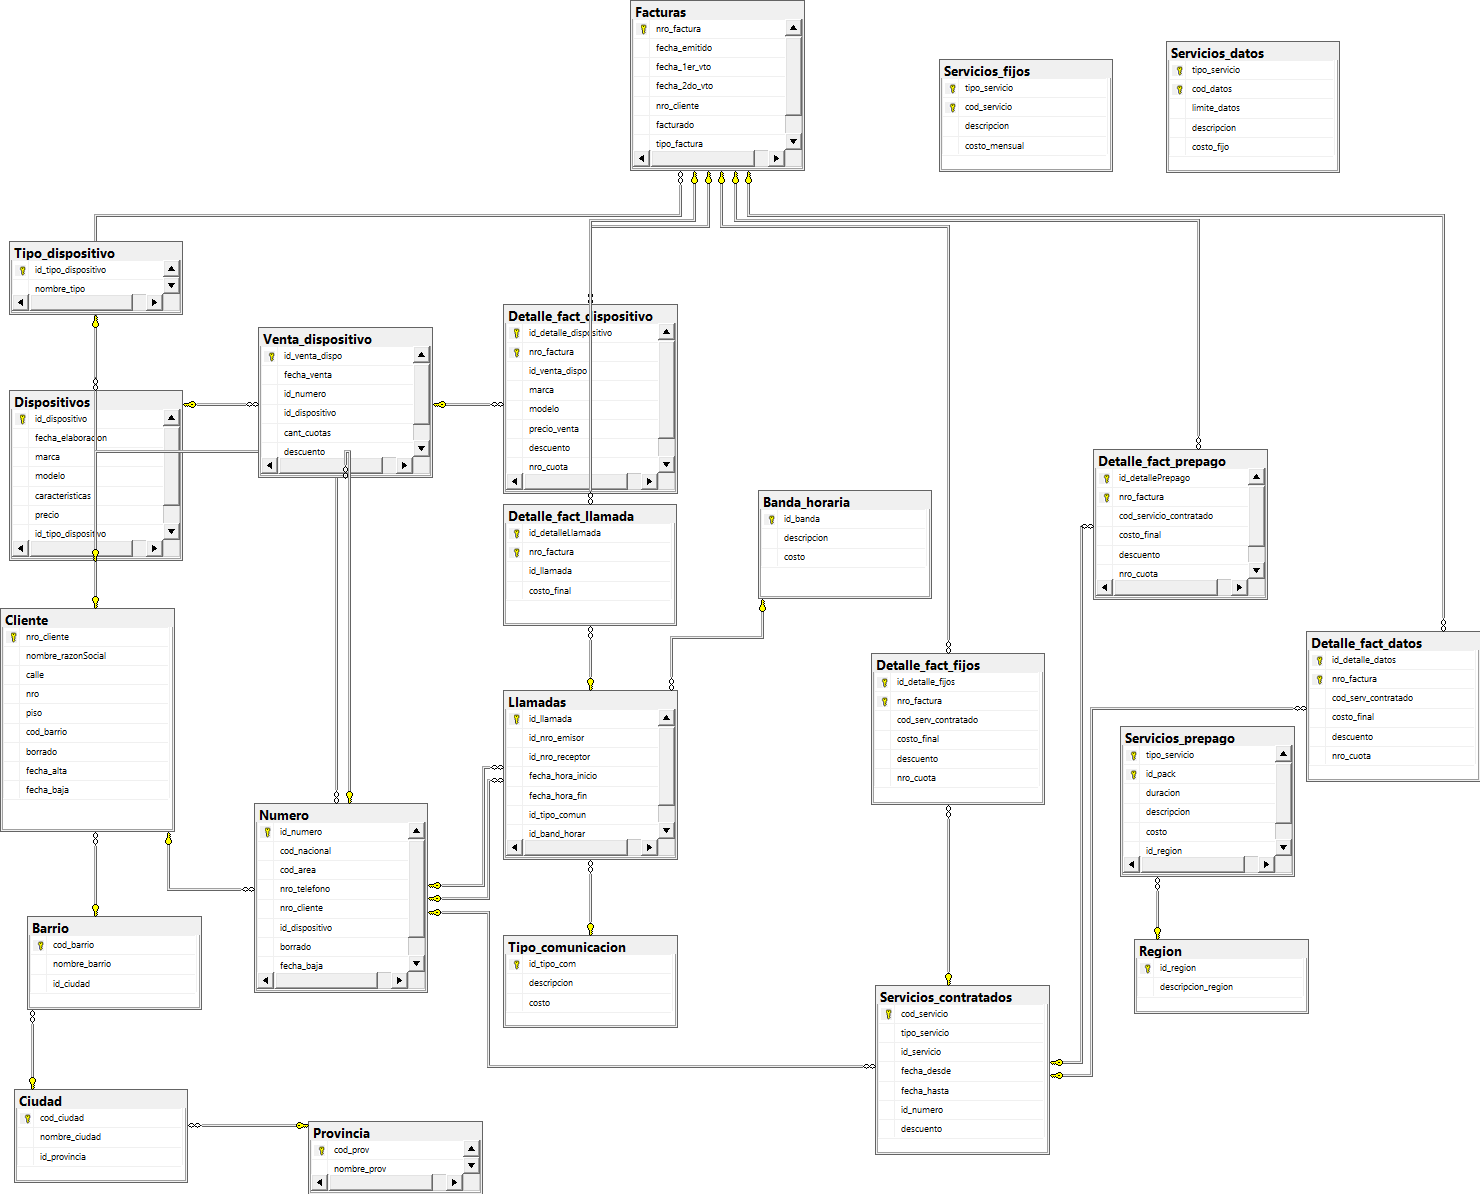 Facturas
nro_factura
fecha_emitido
fecha_1er_vto
fecha_2do_vto
nro_cliente
facturado
tipo_factura
Servicios_fijos
tipo_servicio
cod_servicio
descripcion
costo_mensual
Servicios_datos
tipo_servicio
cod_datos
limite_datos
descripcion
costo_fijo
Tipo_dispositivo
id_tipo_dispositivo
nombre_tipo
Venta_dispositivo
id_venta_dispo
fecha_venta
id_numero
id_dispositivo
cant_cuotas
descuento
Detalle_fact_dispositivo
id_detalle_dispositivo
nro_factura
id_venta_dispo
marca
modelo
precio_venta
descuento
nro_cuota
Dispositivos
id_dispositivo
fecha_elaboracion
marca
modelo
caracteristicas
precio
id_tipo_dispositivo
Detalle_fact_llamada
id_detalleLlamada
nro_factura
id_llamada
costo_final
Banda_horaria
id_banda
descripcion
costo
Detalle_fact_prepago
id_detallePrepago
nro_factura
cod_servicio_contratado
costo_final
descuento
nro_cuota
Cliente
nro_cliente
nombre_razonSocial
calle
nro
piso
cod_barrio
borrado
fecha_alta
fecha_baja
Llamadas
id_llamada
id_nro_emisor
id_nro_receptor
fecha_hora_inicio
fecha_hora_fin
id_tipo_comun
id_band_horar
Detalle_fact_fijos
id_detalle_fijos
nro_factura
cod_serv_contratado
costo_final
descuento
nro_cuota
Detalle_fact_datos
id_detalle_datos
nro_factura
cod_serv_contratado
costo_final
descuento
nro_cuota
Servicios_prepago
tipo_servicio
id_pack
duracion
descripcion
costo
id_region
Numero
id_numero
cod_nacional
cod_area
nro_telefono
nro_cliente
id_dispositivo
borrado
fecha_baja
Barrio
cod_barrio
nombre_barrio
id_ciudad
Tipo_comunicacion
id_tipo_com
descripcion
costo
Region
id_region
descripcion_region
Servicios_contratados
cod_servicio
tipo_servicio
id_servicio
fecha_desde
fecha_hasta
id_numero
descuento
Ciudad
cod_ciudad
nombre_ciudad
id_provincia
Provincia
cod_prov
nombre_prov